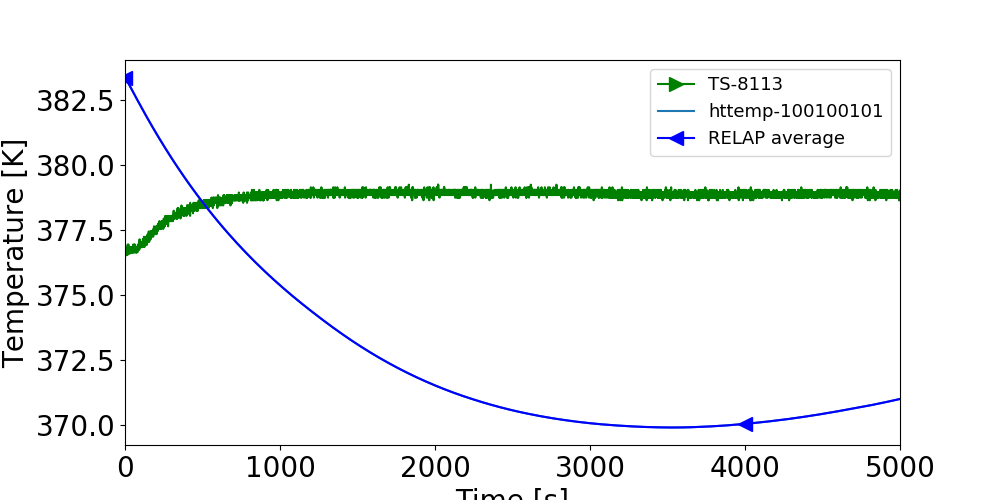 TS-8113
httemp-100100101
RELAP average
Temperature [K]
382.5
380.0
377.5
375.0
372.5
370.0
0 1000 2000 3000 4000 5000
Time [s]